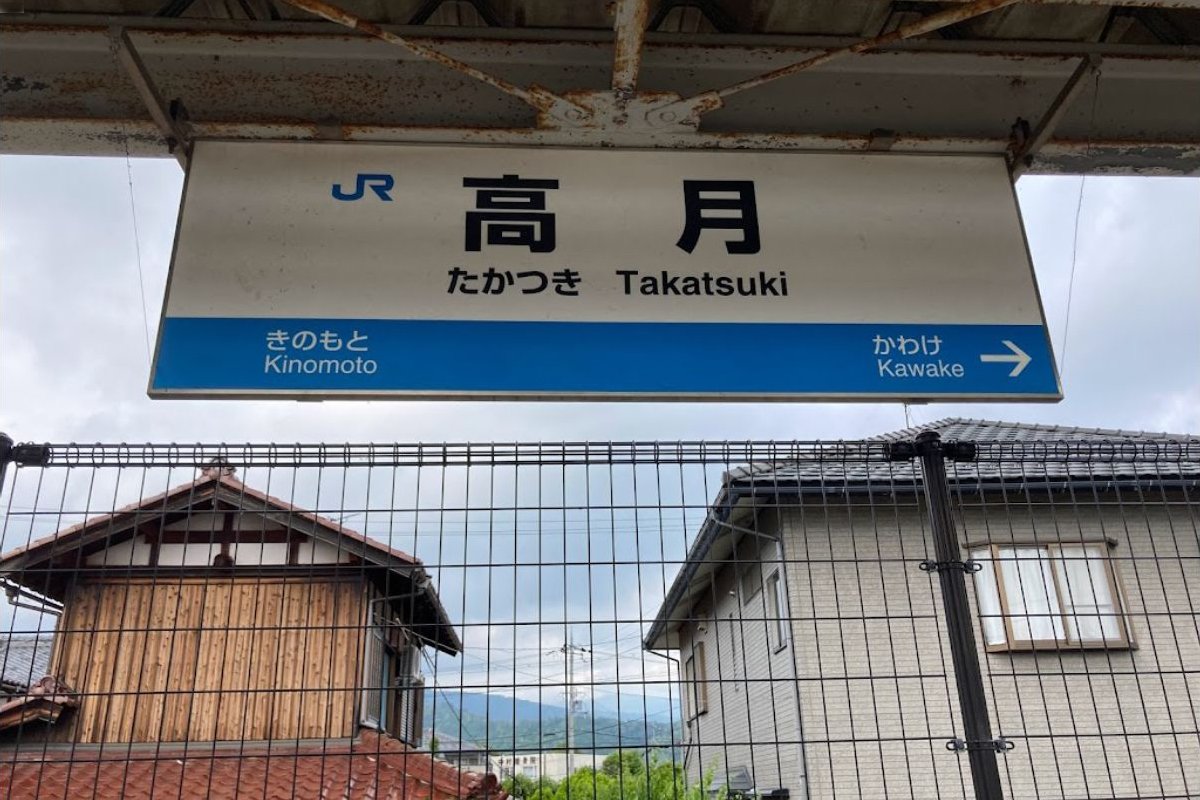 JR
高月
たかつき Takatsuki
きのもと
Kinomoto
かわけ
Kawake